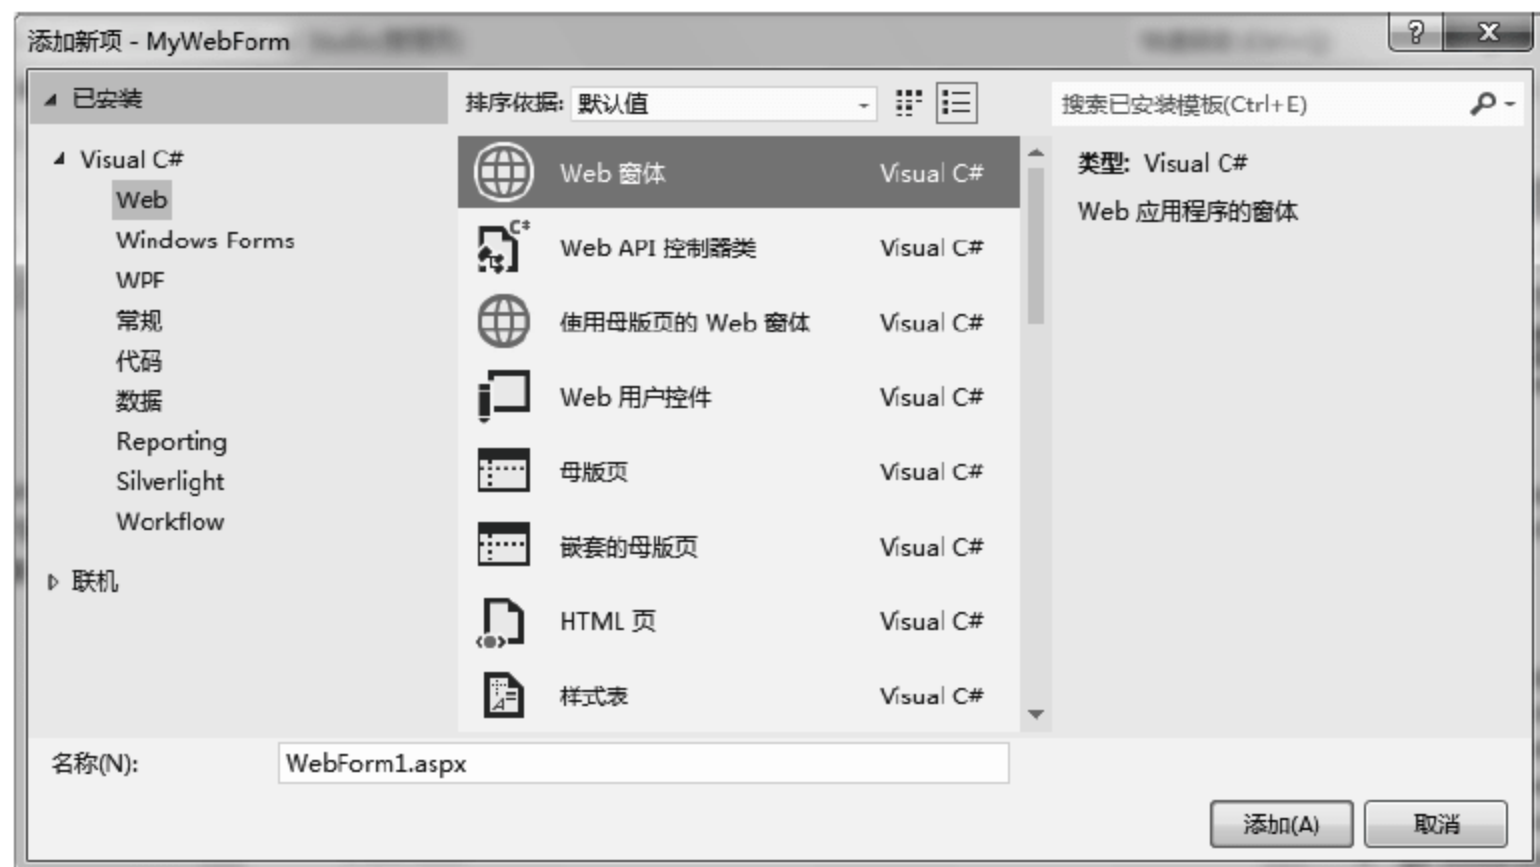 添加新项 - MyWebForm
已安装
Visual C#
Web
Windows Forms
WPF
常规
代码
数据
Reporting
Silverlight
Workflow
联机
排序依据: 默认值
Web 窗体 Visual C#
Web API 控制器类 Visual C#
使用母版页的 Web 窗体 Visual C#
Web 用户控件 Visual C#
母版页 Visual C#
嵌套的母版页 Visual C#
HTML 页 Visual C#
样式表 Visual C#
搜索已安装模板(Ctrl+E)
类型: Visual C#
Web 应用程序的窗体
名称(N): WebForm1.aspx
添加(A) 取消